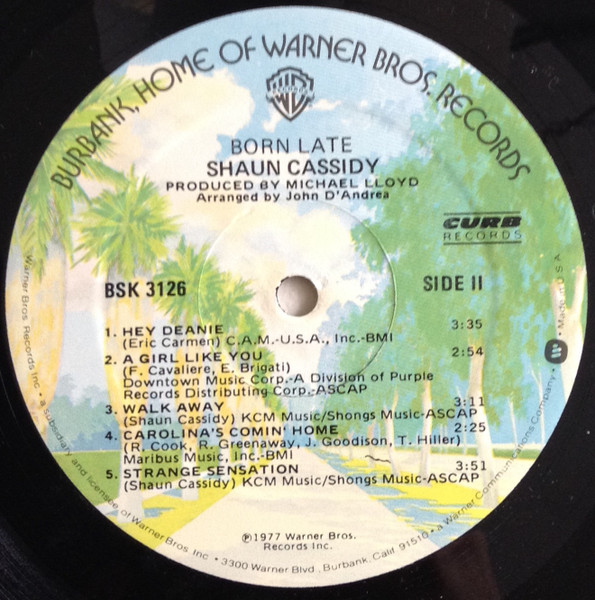 BURBANK, HOME OF WARNER BROS. RECORDS
WB
RECORDS
BORN LATE
SHAUN CASSIDY
PRODUCED BY MICHAEL LLOYD
Arranged by John D'Andrea
CURB
RECORDS
BSK 3126
SIDE II
1. HEY DEANIE 3:35
(Eric Carmen) C.A.M.-U.S.A., Inc.-BMI
2. A GIRL LIKE YOU 2:54
(F. Cavaliere, E. Brigati)
Downtown Music Corp.-A Division of Purple
Records Distributing Corp.-ASCAP
3. WALK AWAY 3:11
(Shaun Cassidy) KCM Music/Shongs Music-ASCAP
4. CAROLINA'S COMIN' HOME 2:25
(R. Cook, R. Greenaway, J. Goodison, T. Hiller)
Maribus Music, Inc.-BMI
5. STRANGE SENSATION 3:51
(Shaun Cassidy) KCM Music/Shongs Music-ASCAP
℗1977 Warner Bros.
Records Inc.
Warner Bros. Records Inc. • a subsidiary and licensee of Warner Bros. Inc. • 3300 Warner Blvd., Burbank, Calif. 91510 • a Warner Communications Company. • Made in U.S.A.